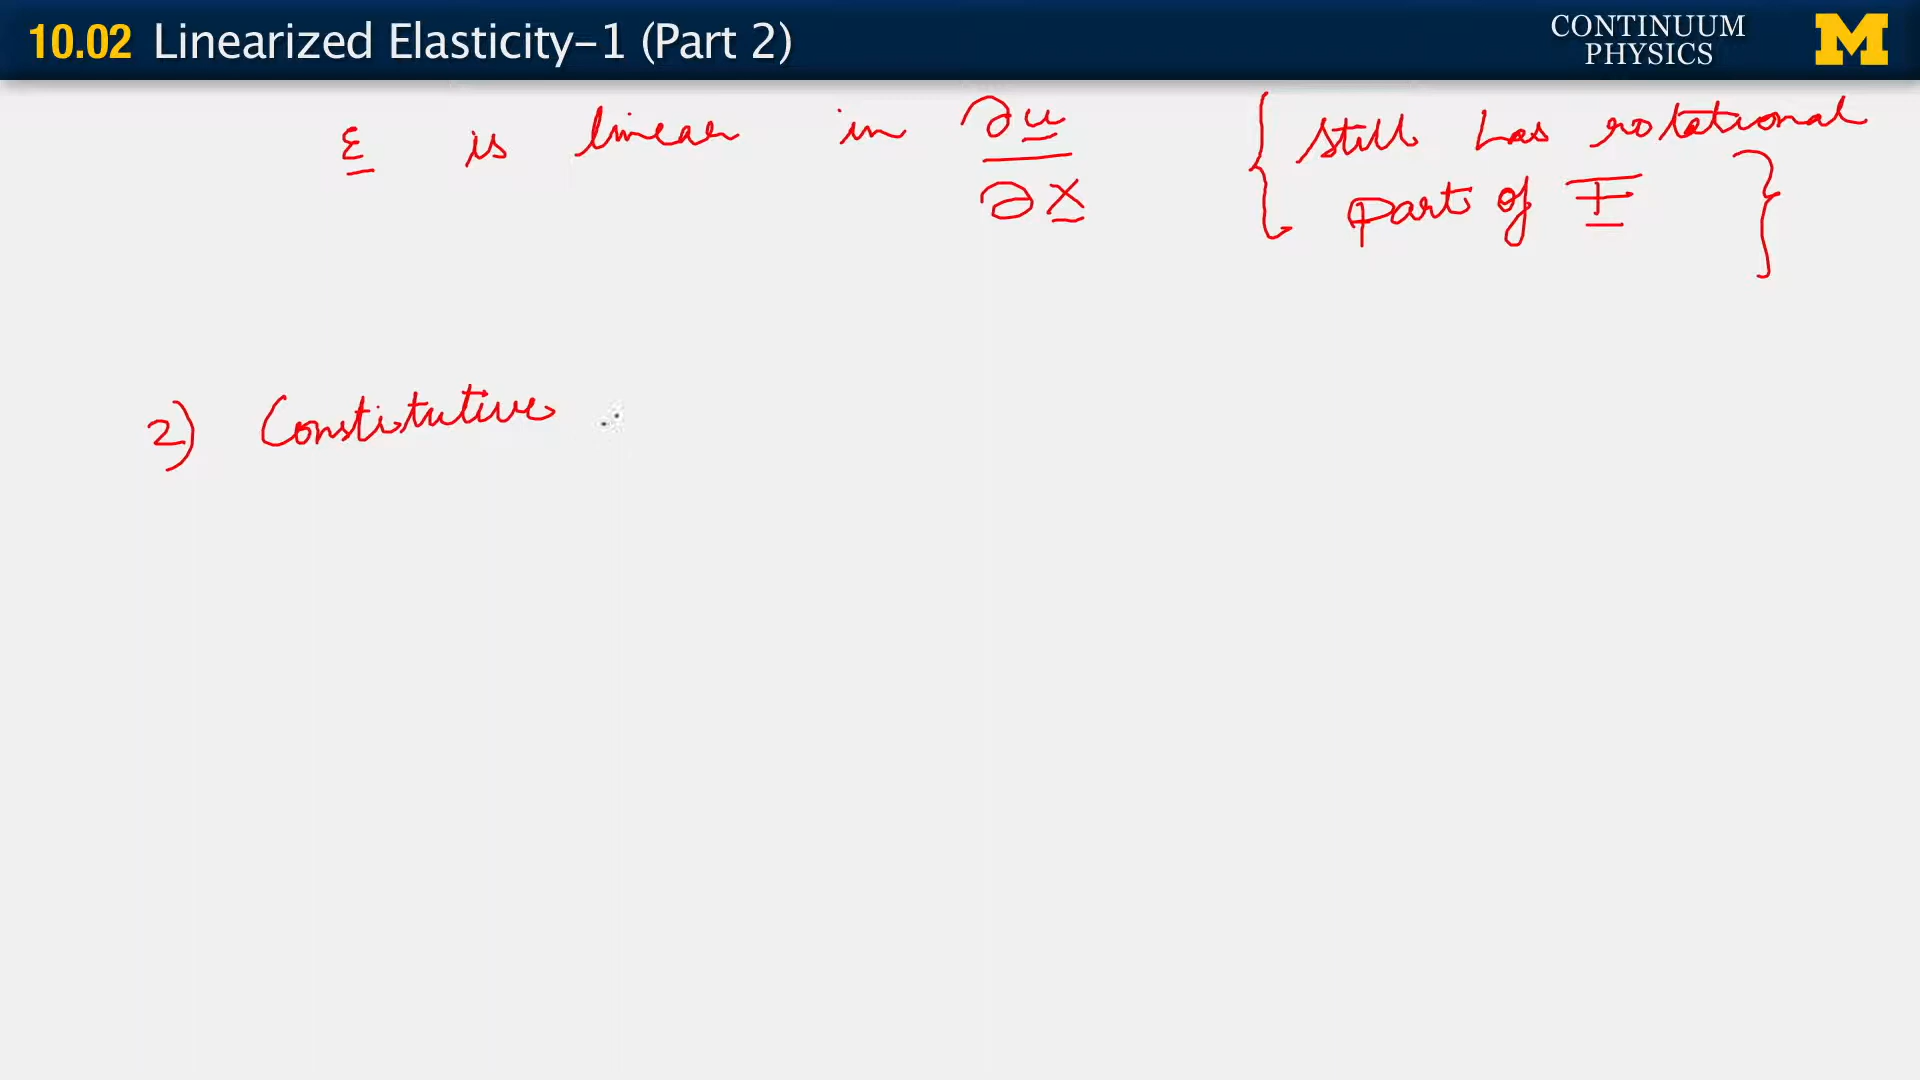 10.02 Linearized Elasticity-1 (Part 2)
CONTINUUM
PHYSICS
M
ε is linear in ∂u/∂X { still has rotational
part of F }
2) Constitutive